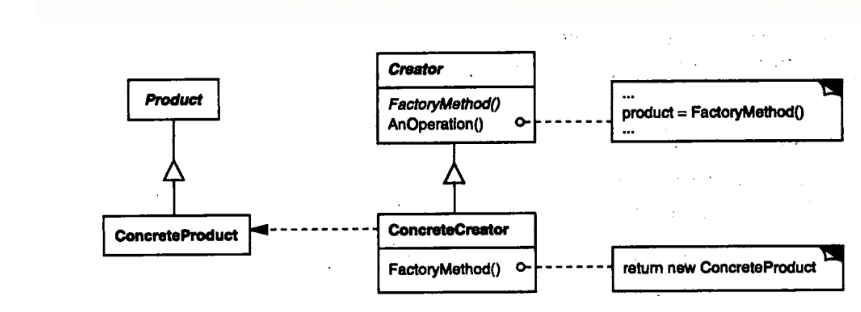 Product
ConcreteProduct
Creator
FactoryMethod()
AnOperation()
...
product = FactoryMethod()
...
ConcreteCreator
FactoryMethod()
return new ConcreteProduct